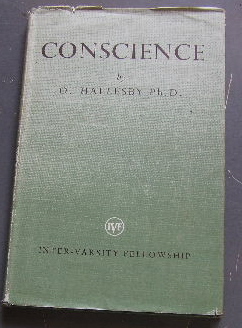 CONSCIENCE
by
O. HALLESBY Ph.D.
IVF
INTER-VARSITY FELLOWSHIP